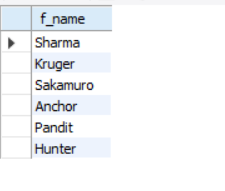 f_name
Sharma
Kruger
Sakamuro
Anchor
Pandit
Hunter